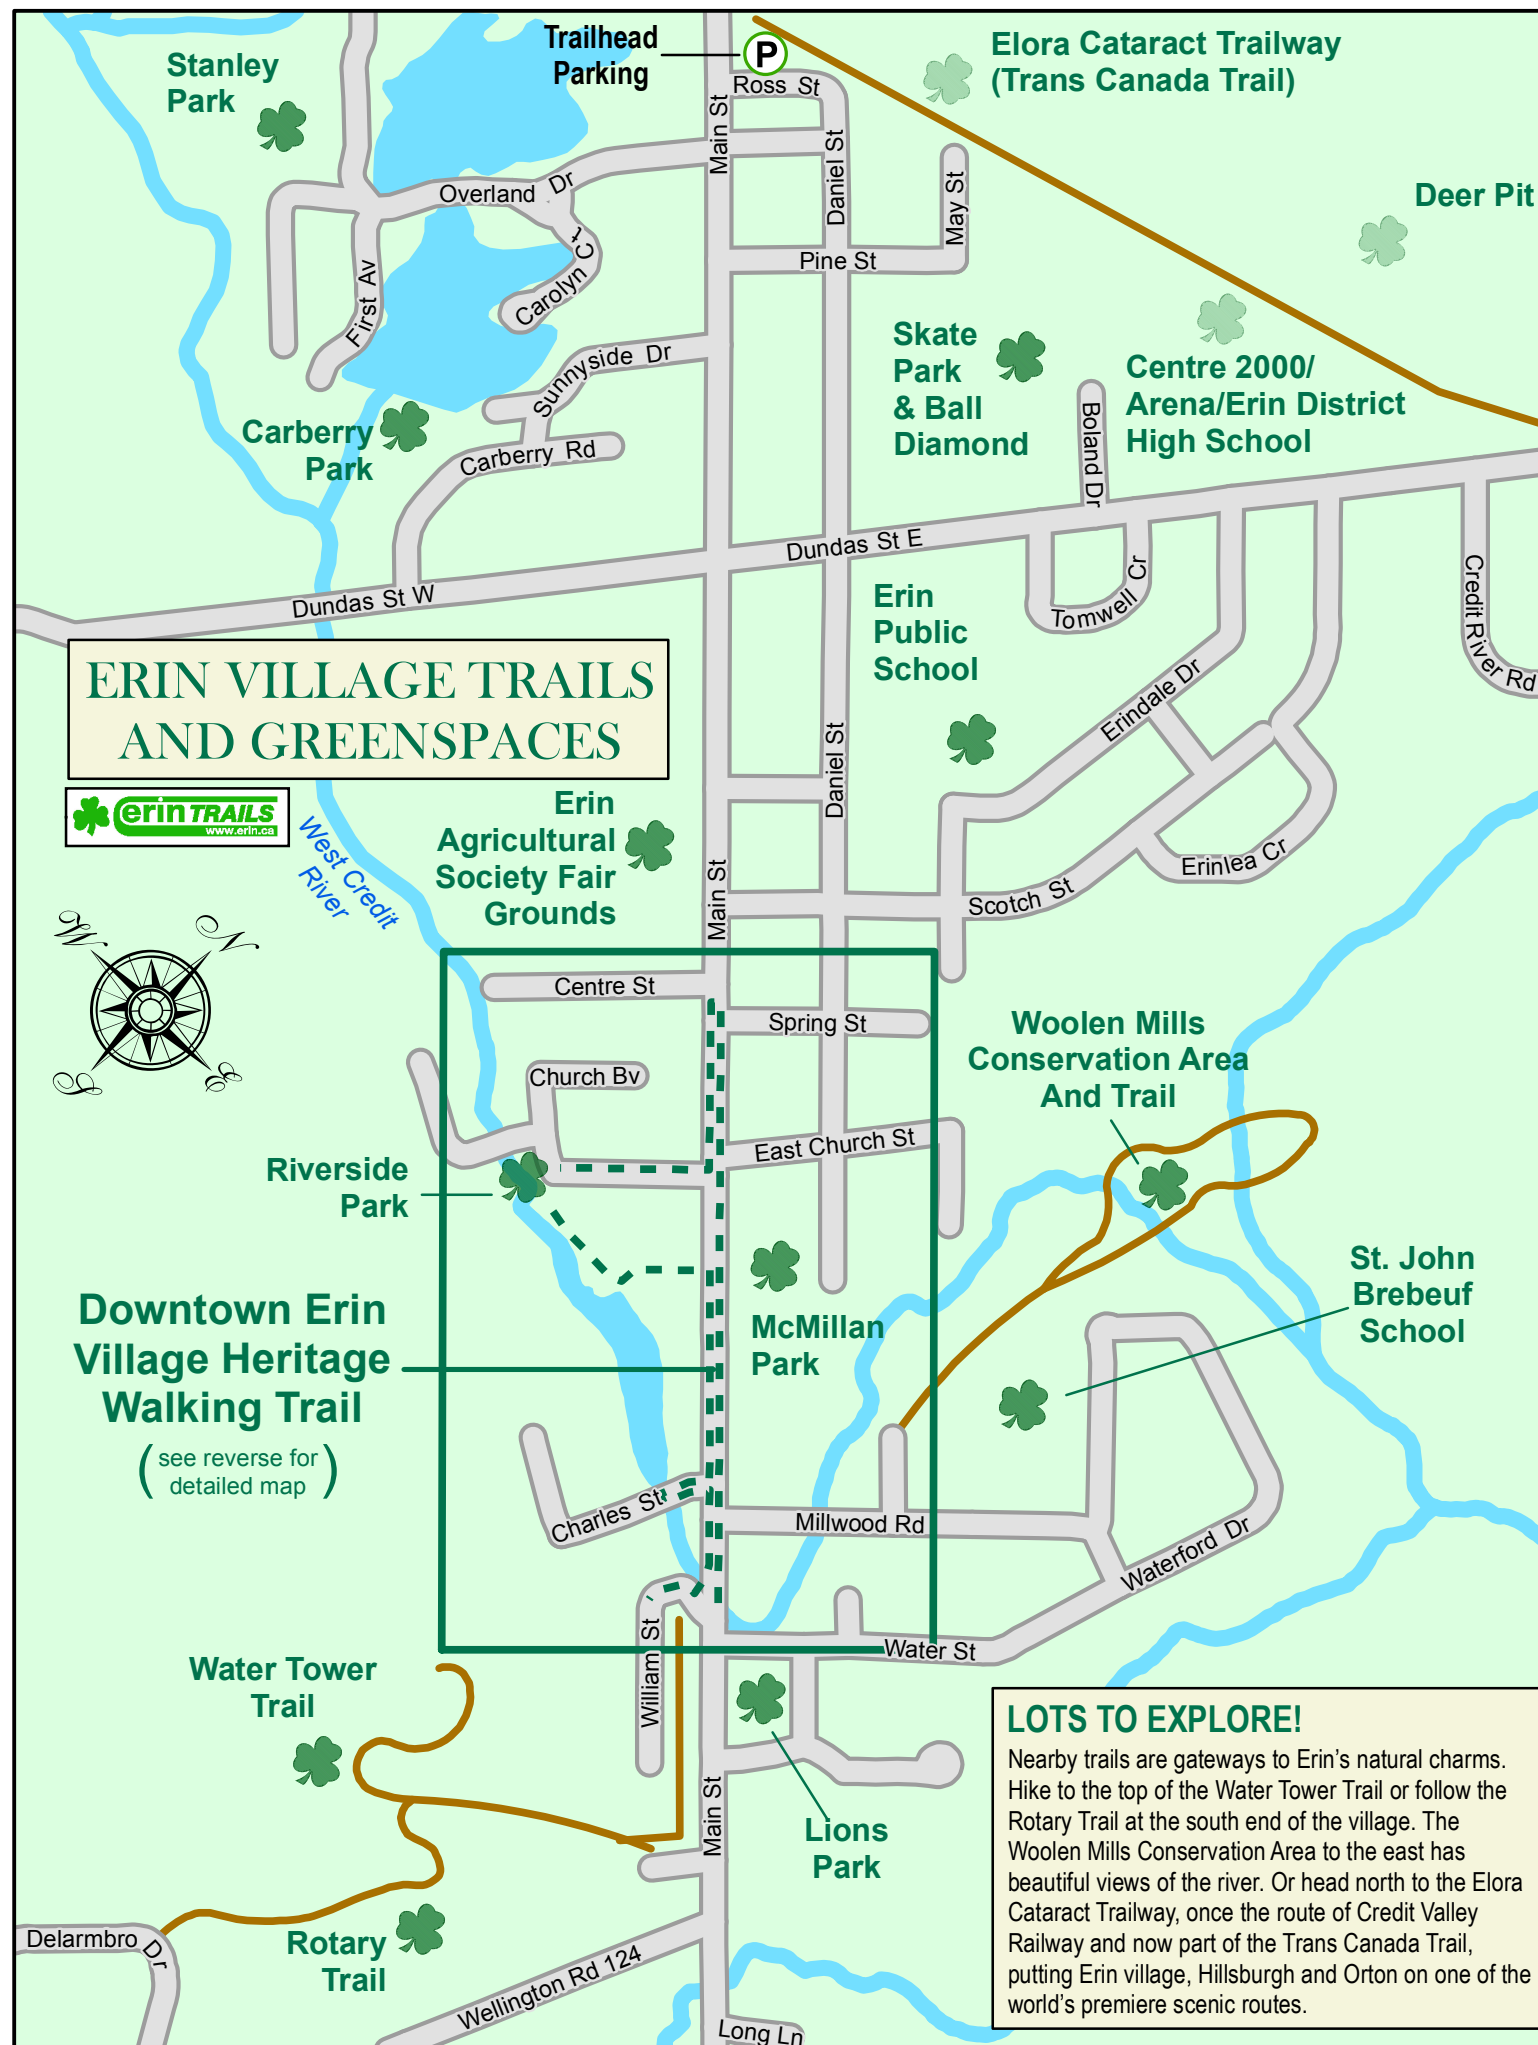 Trailhead
Parking
P
Elora Cataract Trailway
(Trans Canada Trail)
Stanley
Park
Ross St
Main St
Daniel St
May St
Overland Dr
Deer Pit
Pine St
Carolyn Ct
First Av
Sunnyside Dr
Skate
Park
& Ball
Diamond
Centre 2000/
Arena/Erin District
High School
Carberry
Park
Carberry Rd
Boland Dr
Dundas St E
Dundas St W
Tomwell Cr
Credit River Rd
Erin
Public
School
ERIN VILLAGE TRAILS
AND GREENSPACES
Erindale Dr
Daniel St
erin TRAILS
www.erin.ca
West Credit
River
Erin
Agricultural
Society Fair
Grounds
Main St
Erinlea Cr
Scotch St
W
N
S
E
Centre St
Spring St
Woolen Mills
Conservation Area
And Trail
Church Bv
East Church St
Riverside
Park
St. John
Brebeuf
School
Downtown Erin
Village Heritage
Walking Trail
(see reverse for
detailed map)
McMillan
Park
Charles St
Millwood Rd
Waterford Dr
Water St
William St
Water Tower
Trail
Main St
Lions
Park
LOTS TO EXPLORE!
Nearby trails are gateways to Erin's natural charms.
Hike to the top of the Water Tower Trail or follow the
Rotary Trail at the south end of the village. The
Woolen Mills Conservation Area to the east has
beautiful views of the river. Or head north to the Elora
Cataract Trailway, once the route of Credit Valley
Railway and now part of the Trans Canada Trail,
putting Erin village, Hillsburgh and Orton on one of the
world's premiere scenic routes.
Delarmbro Dr
Rotary
Trail
Wellington Rd 124
Long Ln